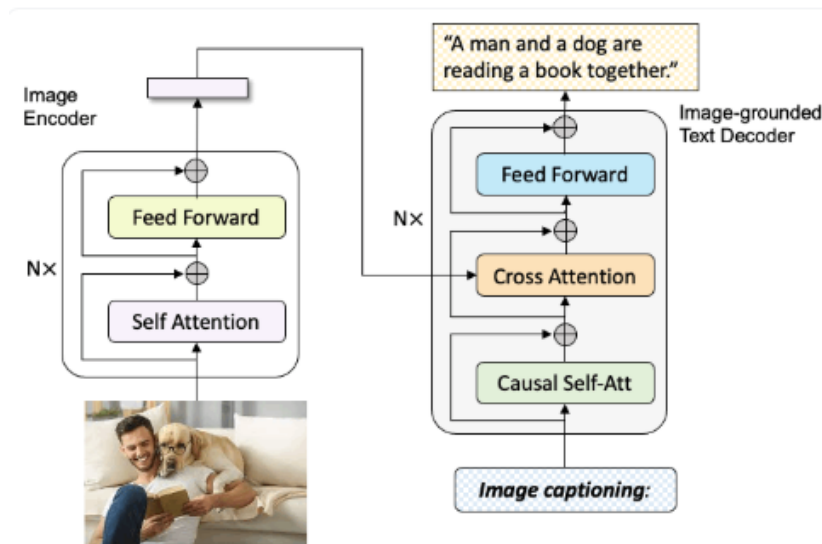 Image
Encoder
Feed Forward
N×
Self Attention
“A man and a dog are
reading a book together.”
Image-grounded
Text Decoder
Feed Forward
N×
Cross Attention
Causal Self-Att
Image captioning: